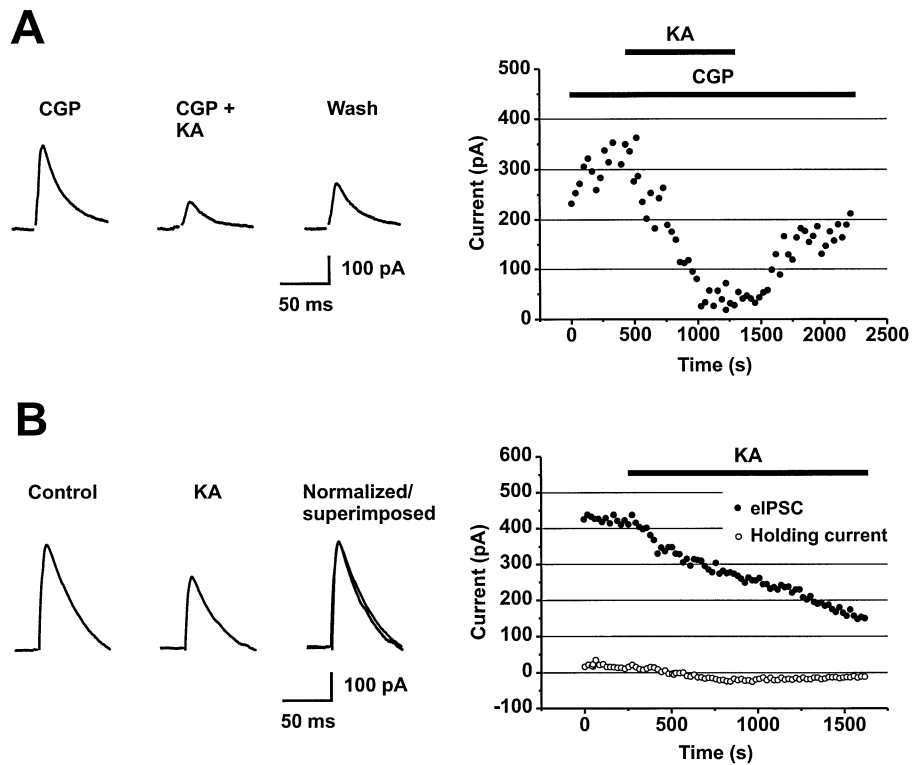 A
CGP
CGP +
KA
Wash
100 pA
50 ms
KA
CGP
500
400
300
200
100
0
Current (pA)
0 500 1000 1500 2000 2500
Time (s)
B
Control
KA
Normalized/
superimposed
100 pA
50 ms
KA
600
500
400
300
200
100
0
-100
Current (pA)
eIPSC
Holding current
0 500 1000 1500
Time (s)